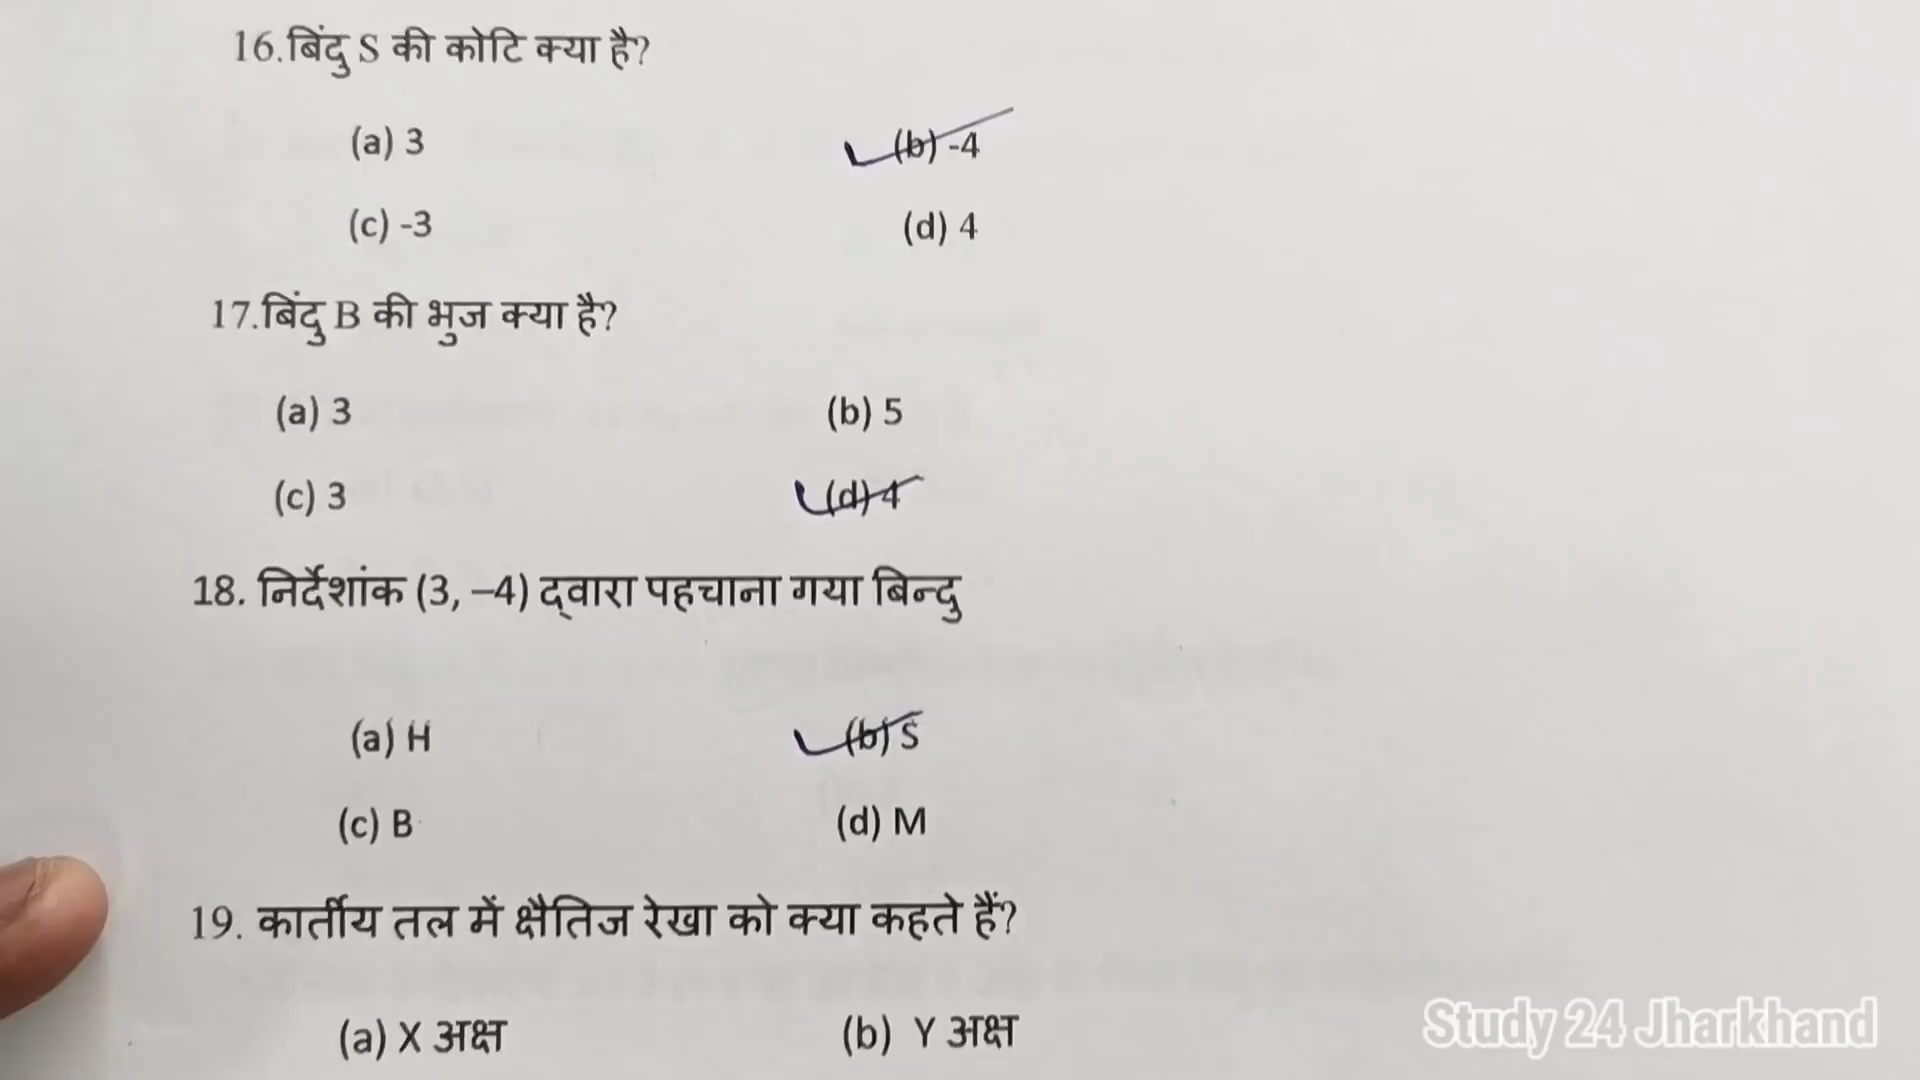 16.बिंदु S की कोटि क्या है?
(a) 3 (b) -4
(c) -3 (d) 4
17.बिंदु B की भुज क्या है?
(a) 3 (b) 5
(c) 3 (d) 4
18. निर्देशांक (3, –4) द्वारा पहचाना गया बिन्दु
(a) H (b) S
(c) B (d) M
19. कार्तीय तल में क्षैतिज रेखा को क्या कहते हैं?
(a) X अक्ष (b) Y अक्ष
Study 24 Jharkhand